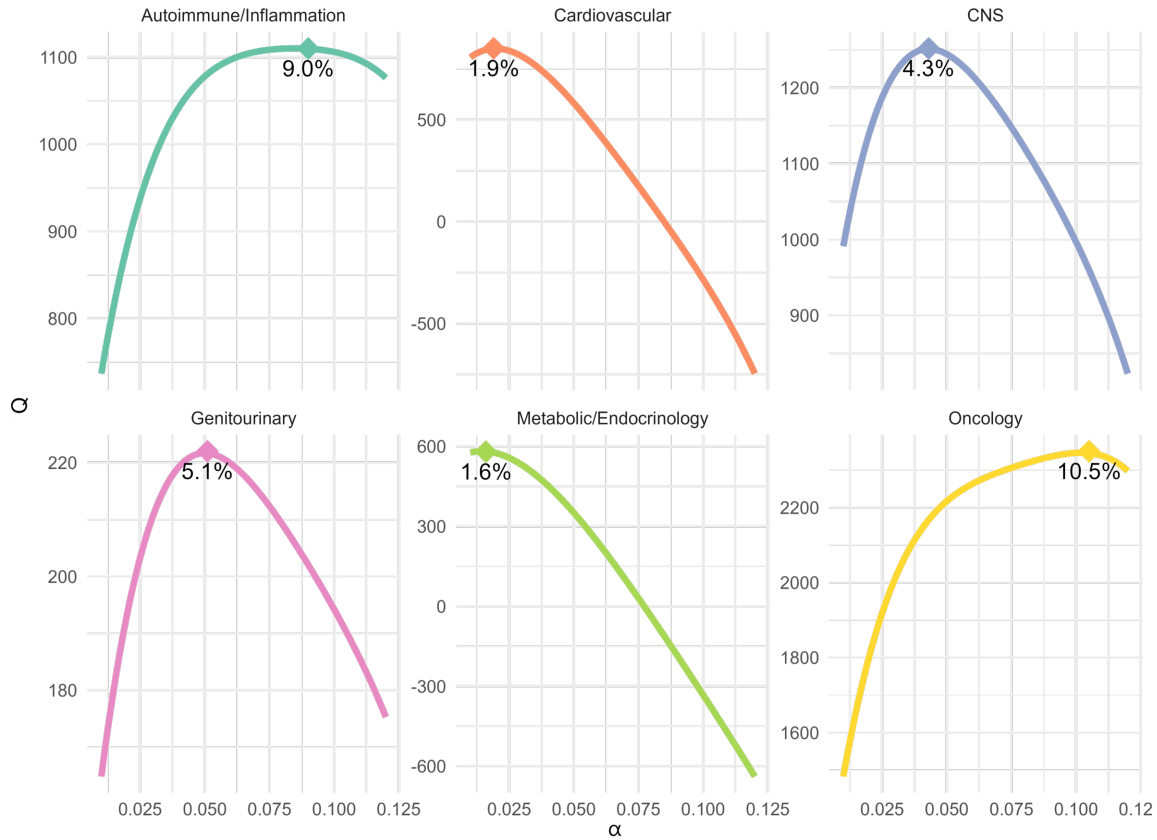 Autoimmune/Inflammation
1100
1000
900
800
9.0%
Cardiovascular
500
0
-500
1.9%
CNS
1200
1100
1000
900
4.3%
Q
Genitourinary
220
200
180
5.1%
0.025 0.050 0.075 0.100 0.125
Metabolic/Endocrinology
600
300
0
-300
-600
1.6%
0.025 0.050 0.075 0.100 0.125
Oncology
2200
2000
1800
1600
10.5%
0.025 0.050 0.075 0.100 0.125
α